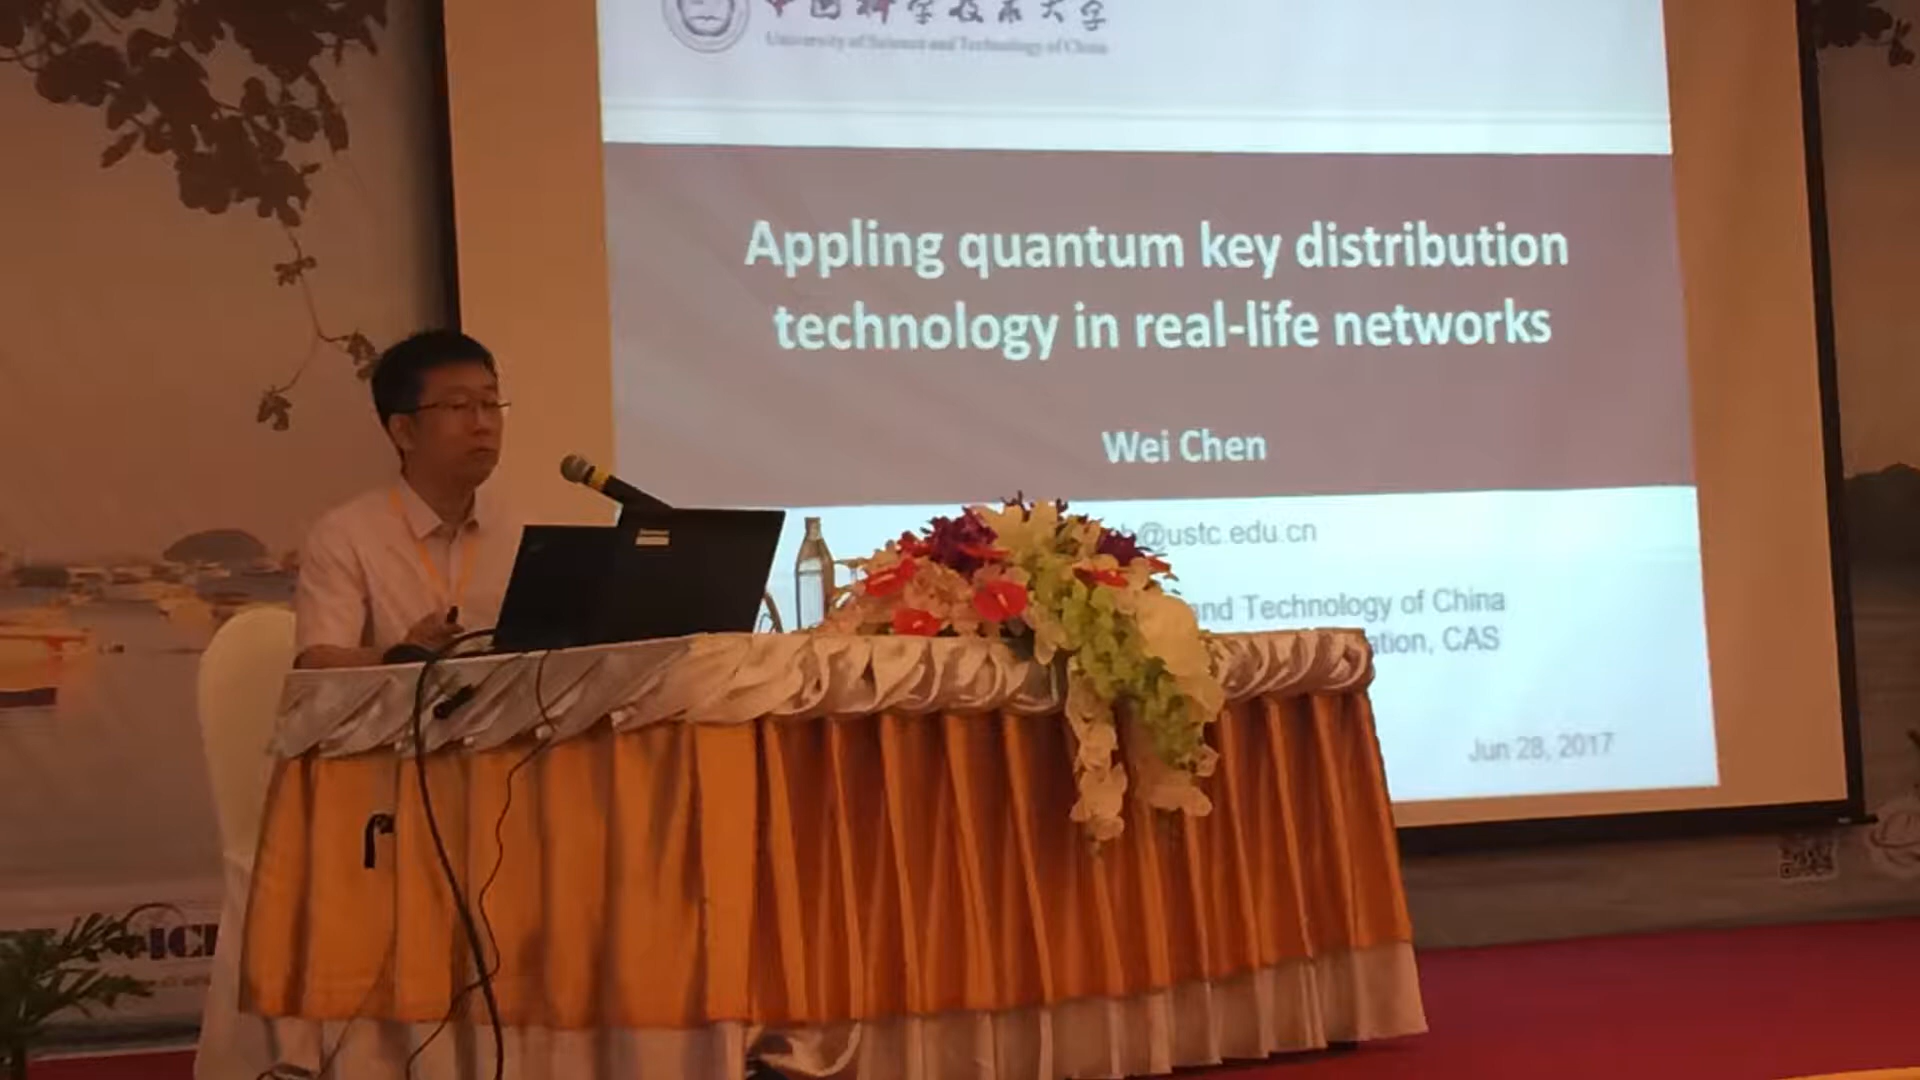 中国科学技术大学
University of Science and Technology of China
Appling quantum key distribution
technology in real-life networks
Wei Chen
@ustc.edu.cn
and Technology of China
ation, CAS
Jun 28, 2017